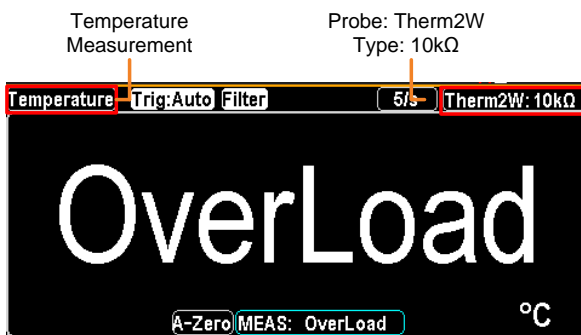 Temperature
Measurement
Probe: Therm2W
Type: 10kΩ
Temperature Trig:Auto Filter 5/s Therm2W: 10kΩ
OverLoad
°C
A-Zero MEAS: OverLoad